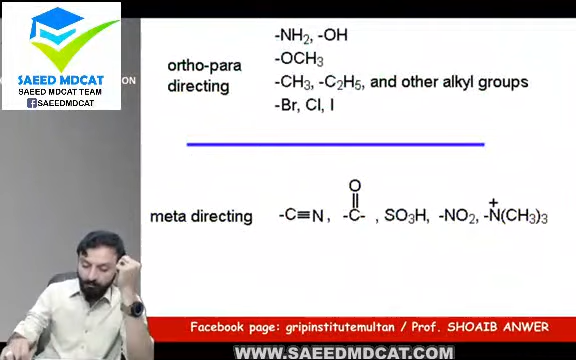 SAEED MDCAT
SAEED MDCAT TEAM
SAEEDMDCAT
ON
ortho-para
directing
-NH2, -OH
-OCH3
-CH3, -C2H5, and other alkyl groups
-Br, Cl, I
meta directing
O
-C≡N, -C- , SO3H, -NO2, -N(CH3)3
+
Facebook page: gripinstitutemultan / Prof. SHOAIB ANWER
WWW.SAEEDMDCAT.COM